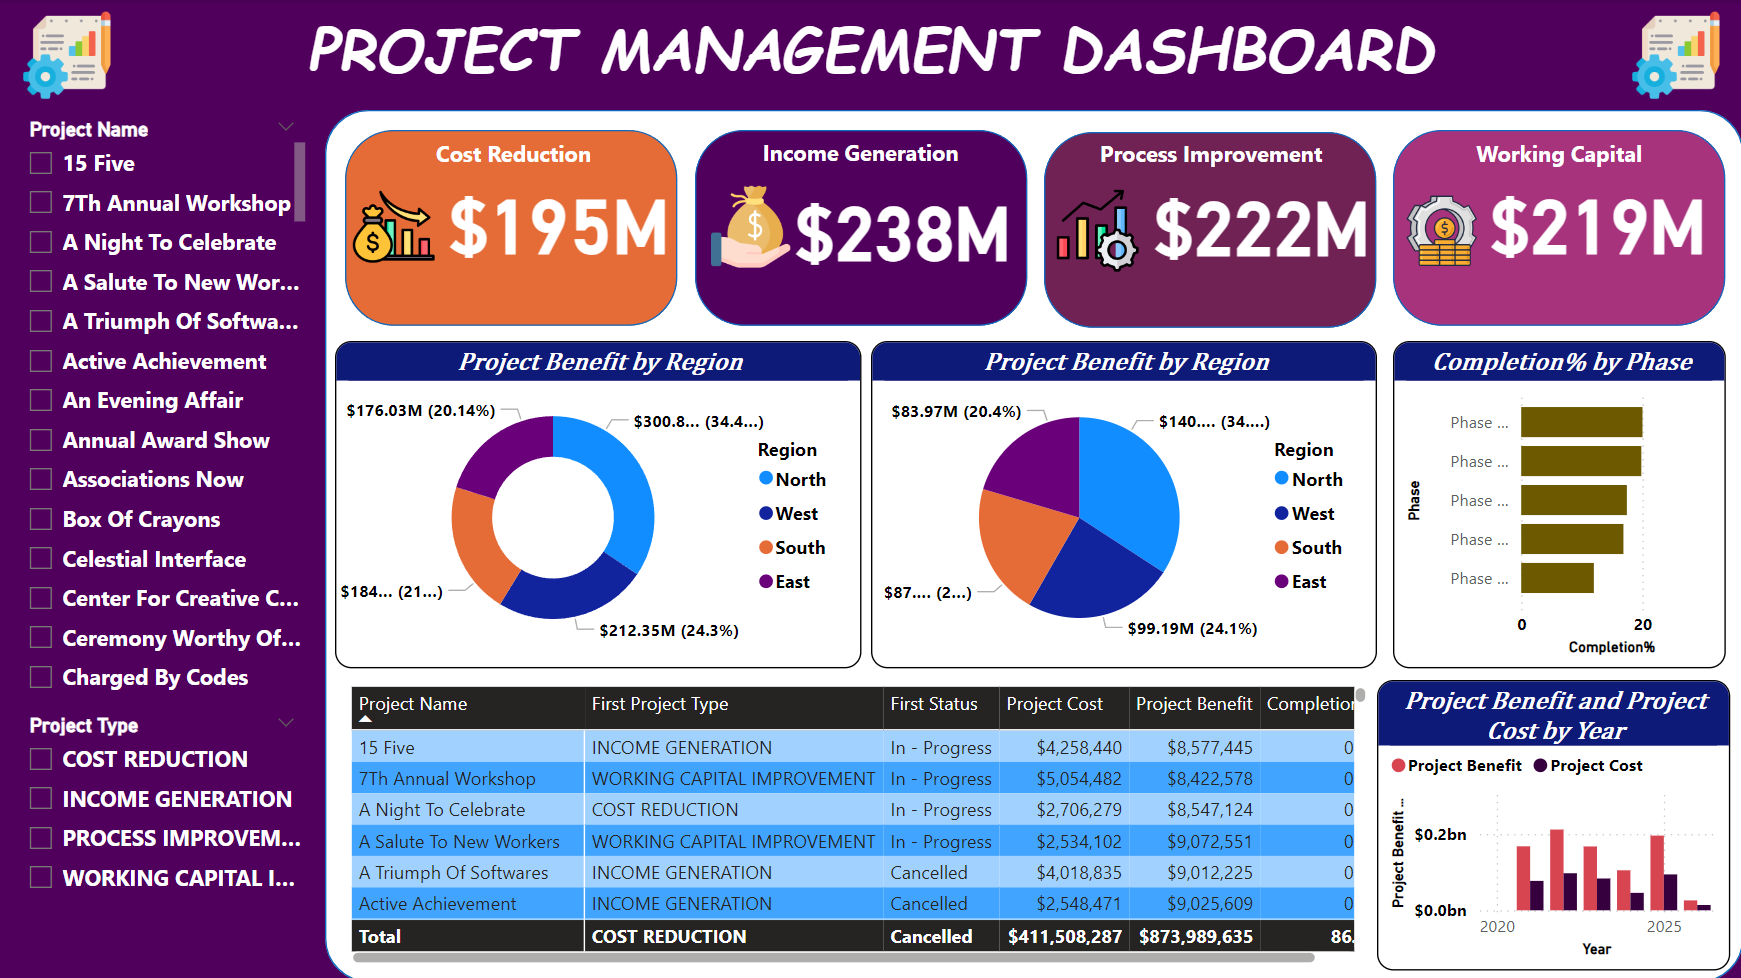 PROJECT MANAGEMENT DASHBOARD
Project Name
15 Five
7Th Annual Workshop
A Night To Celebrate
A Salute To New Wor...
A Triumph Of Softwa...
Active Achievement
An Evening Affair
Annual Award Show
Associations Now
Box Of Crayons
Celestial Interface
Center For Creative C...
Ceremony Worthy Of...
Charged By Codes
Project Type
COST REDUCTION
INCOME GENERATION
PROCESS IMPROVEM...
WORKING CAPITAL I...
Cost Reduction
$195M
Income Generation
$238M
Process Improvement
$222M
Working Capital
$219M
Project Benefit by Region
$176.03M (20.14%)
$300.8... (34.4...)
$184... (21...)
$212.35M (24.3%)
Region
North
West
South
East
Project Benefit by Region
$83.97M (20.4%)
$140.... (34....)
$87.... (2...)
$99.19M (24.1%)
Region
North
West
South
East
Completion% by Phase
Phase
Phase ...
Phase ...
Phase ...
Phase ...
Phase ...
0 20
Completion%
Project Name First Project Type First Status Project Cost Project Benefit Completion
15 Five INCOME GENERATION In - Progress $4,258,440 $8,577,445 0
7Th Annual Workshop WORKING CAPITAL IMPROVEMENT In - Progress $5,054,482 $8,422,578 0
A Night To Celebrate COST REDUCTION In - Progress $2,706,279 $8,547,124 0
A Salute To New Workers WORKING CAPITAL IMPROVEMENT In - Progress $2,534,102 $9,072,551 0
A Triumph Of Softwares INCOME GENERATION Cancelled $4,018,835 $9,012,225 0
Active Achievement INCOME GENERATION Cancelled $2,548,471 $9,025,609 0
Total COST REDUCTION Cancelled $411,508,287 $873,989,635 86.
Project Benefit and Project
Cost by Year
Project Benefit Project Cost
Project Benefit ...
$0.2bn
$0.0bn
2020 2025
Year